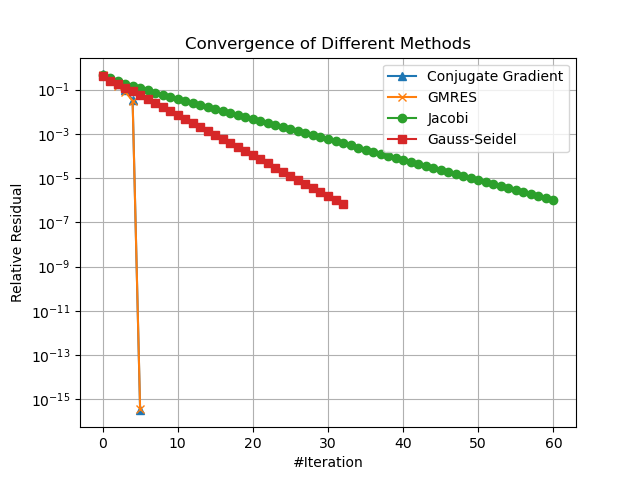 Convergence of Different Methods
Conjugate Gradient
GMRES
Jacobi
Gauss-Seidel
Relative Residual
10⁻¹
10⁻³
10⁻⁵
10⁻⁷
10⁻⁹
10⁻¹¹
10⁻¹³
10⁻¹⁵
0 10 20 30 40 50 60
#Iteration